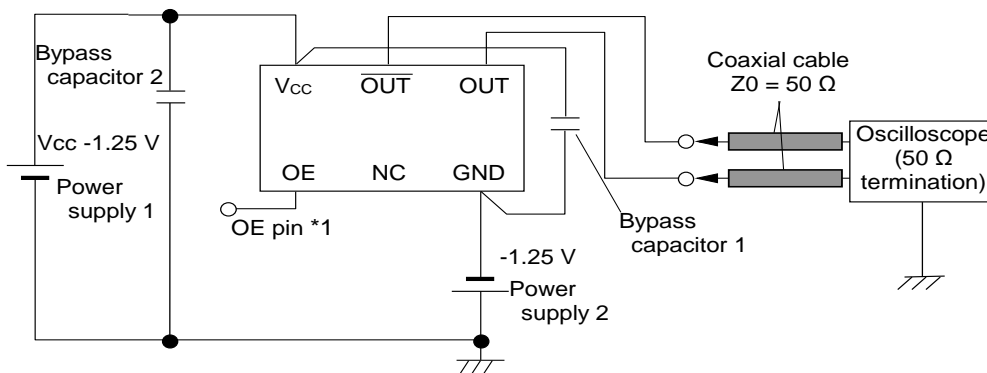 Bypass
capacitor 2
Vcc -1.25 V
Power
supply 1
VCC
OUT
OUT
OE
NC
GND
OE pin *1
-1.25 V
Power
supply 2
Bypass
capacitor 1
Coaxial cable
Z0 = 50 Ω
Oscilloscope
(50 Ω
termination)